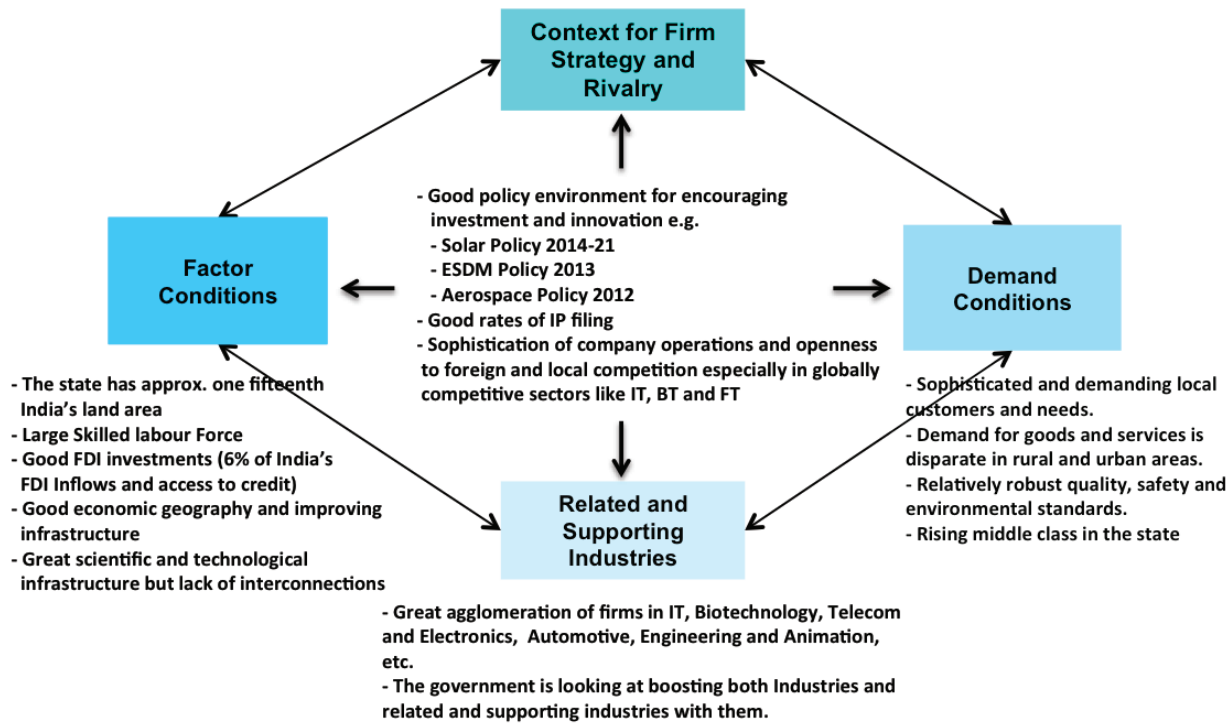 Context for Firm
Strategy and
Rivalry
- Good policy environment for encouraging
investment and innovation e.g.
- Solar Policy 2014-21
- ESDM Policy 2013
- Aerospace Policy 2012
- Good rates of IP filing
- Sophistication of company operations and openness
to foreign and local competition especially in globally
competitive sectors like IT, BT and FT
Factor
Conditions
Demand
Conditions
- The state has approx. one fifteenth
India's land area
- Large Skilled labour Force
- Good FDI investments (6% of India's
FDI Inflows and access to credit)
- Good economic geography and improving
infrastructure
- Great scientific and technological
infrastructure but lack of interconnections
- Sophisticated and demanding local
customers and needs.
- Demand for goods and services is
disparate in rural and urban areas.
- Relatively robust quality, safety and
environmental standards.
- Rising middle class in the state
Related and
Supporting
Industries
- Great agglomeration of firms in IT, Biotechnology, Telecom
and Electronics, Automotive, Engineering and Animation,
etc.
- The government is looking at boosting both Industries and
related and supporting industries with them.